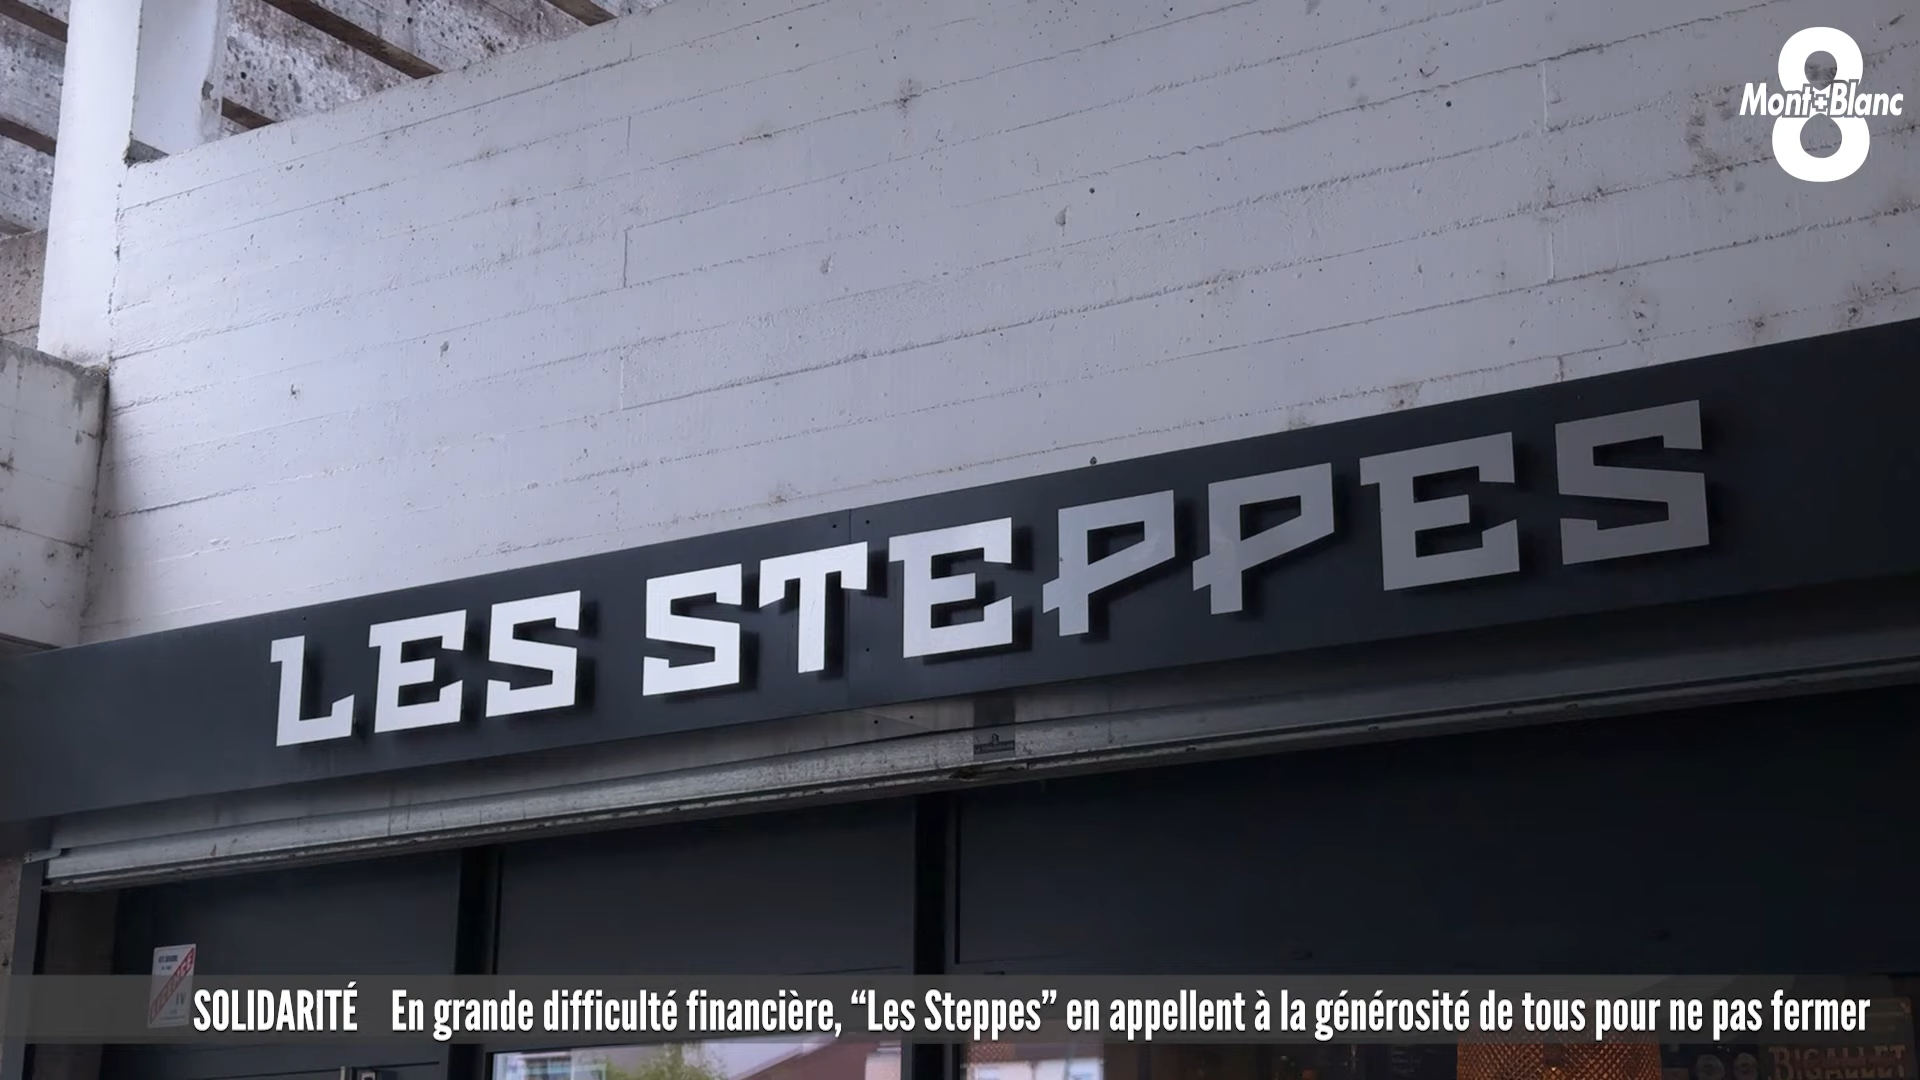 8
Mont Blanc
LES STEPPES
SOLIDARITÉ En grande difficulté financière, “Les Steppes” en appellent à la générosité de tous pour ne pas fermer
BIGALLET